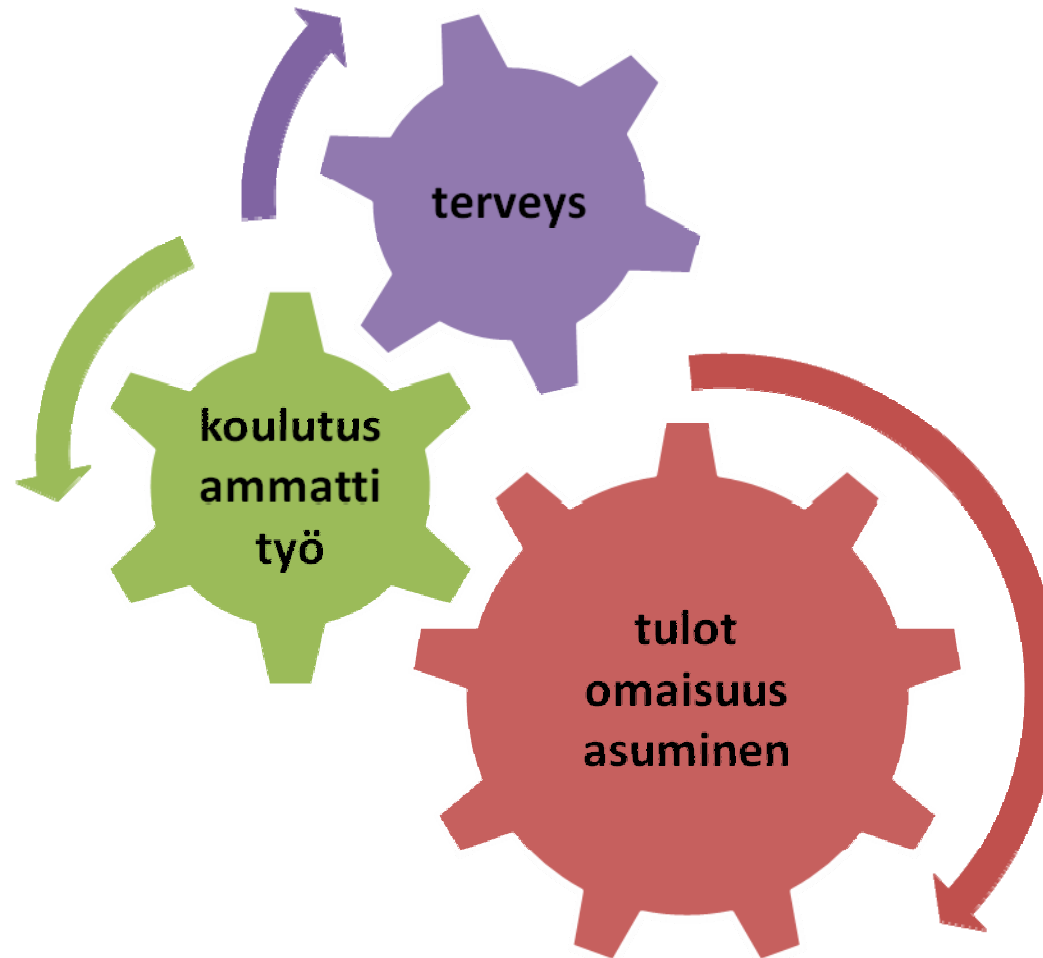 terveys
koulutus
ammatti
työ
tulot
omaisuus
asuminen